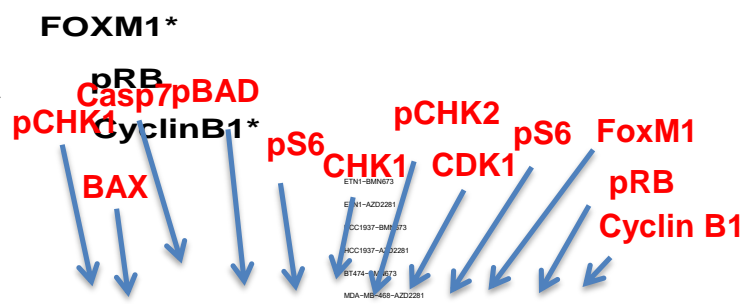 FOXM1*
pRB
Casp7
pBAD
pCHK1
CyclinB1*
pCHK2
pS6
FoxM1
pS6
CHK1
CDK1
BAX
pRB
Cyclin B1
ETN1-BMN673
ETN1-AZD2281
HCC1937-BMN673
HCC1937-AZD2281
BT474-BMN673
MDA-MB-468-AZD2281